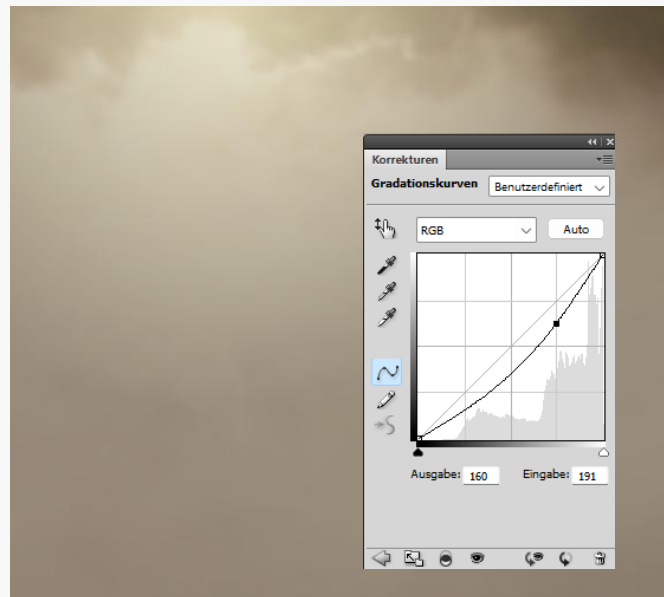 Korrekturen
Gradationskurven Benutzerdefiniert
RGB Auto
Ausgabe: 160 Eingabe: 191